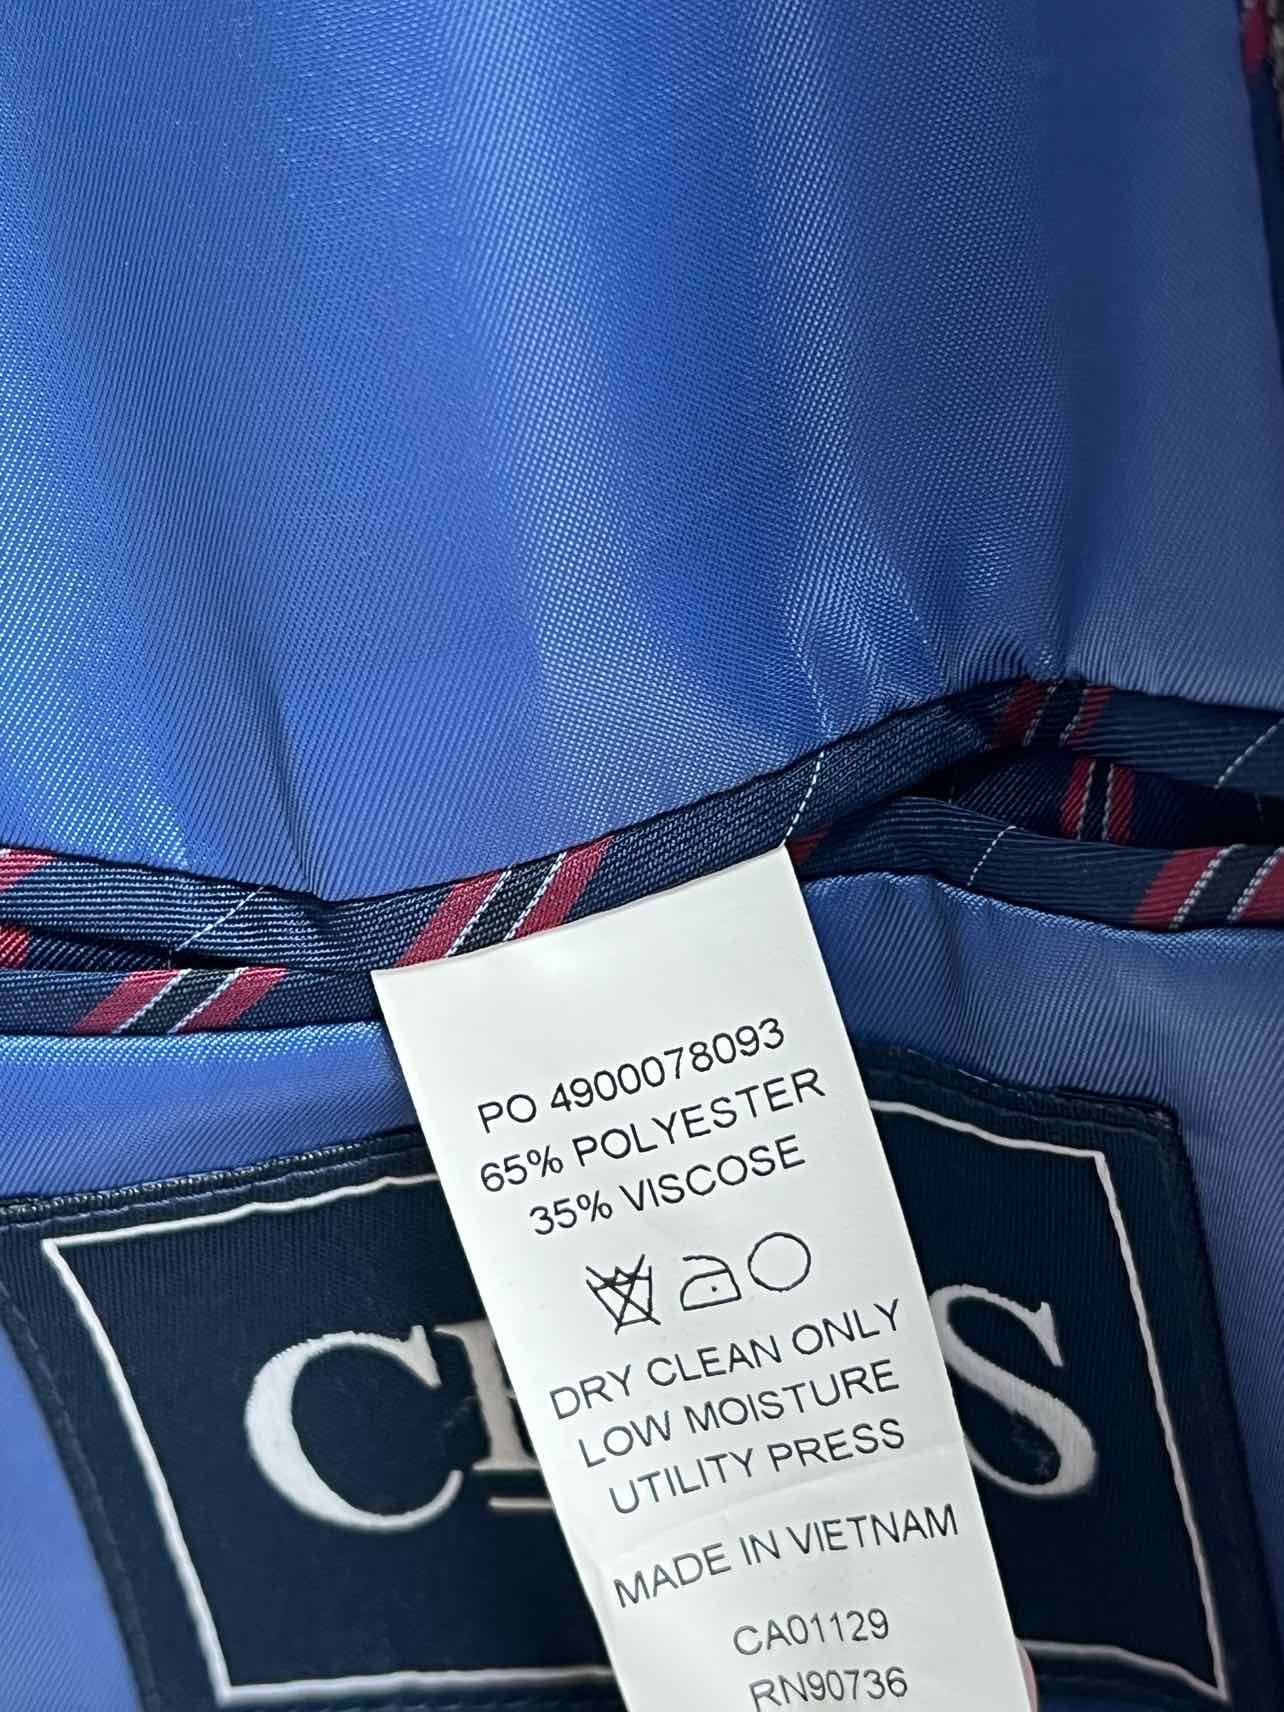 PO 4900078093
65% POLYESTER
35% VISCOSE
DRY CLEAN ONLY
LOW MOISTURE
UTILITY PRESS
MADE IN VIETNAM
CA01129
RN90736